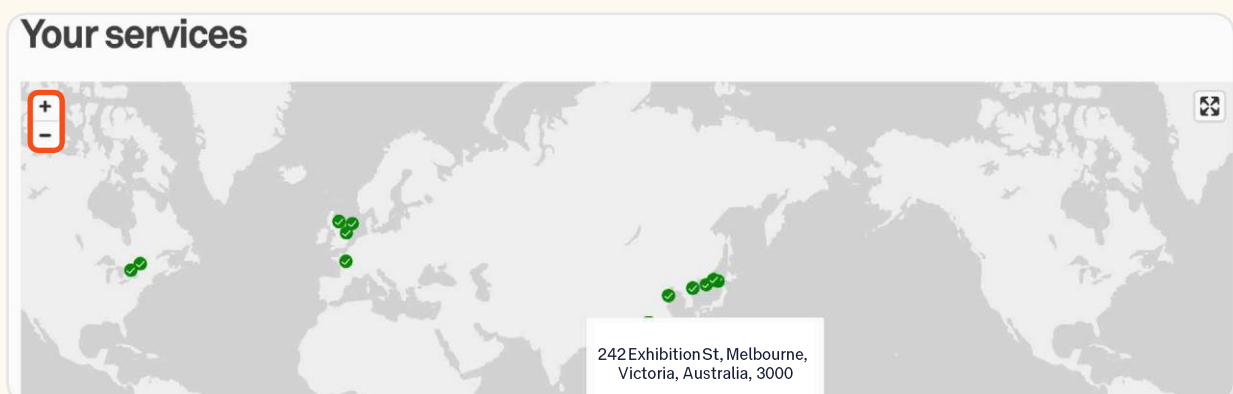 Your services
+
−
242 Exhibition St, Melbourne,
Victoria, Australia, 3000